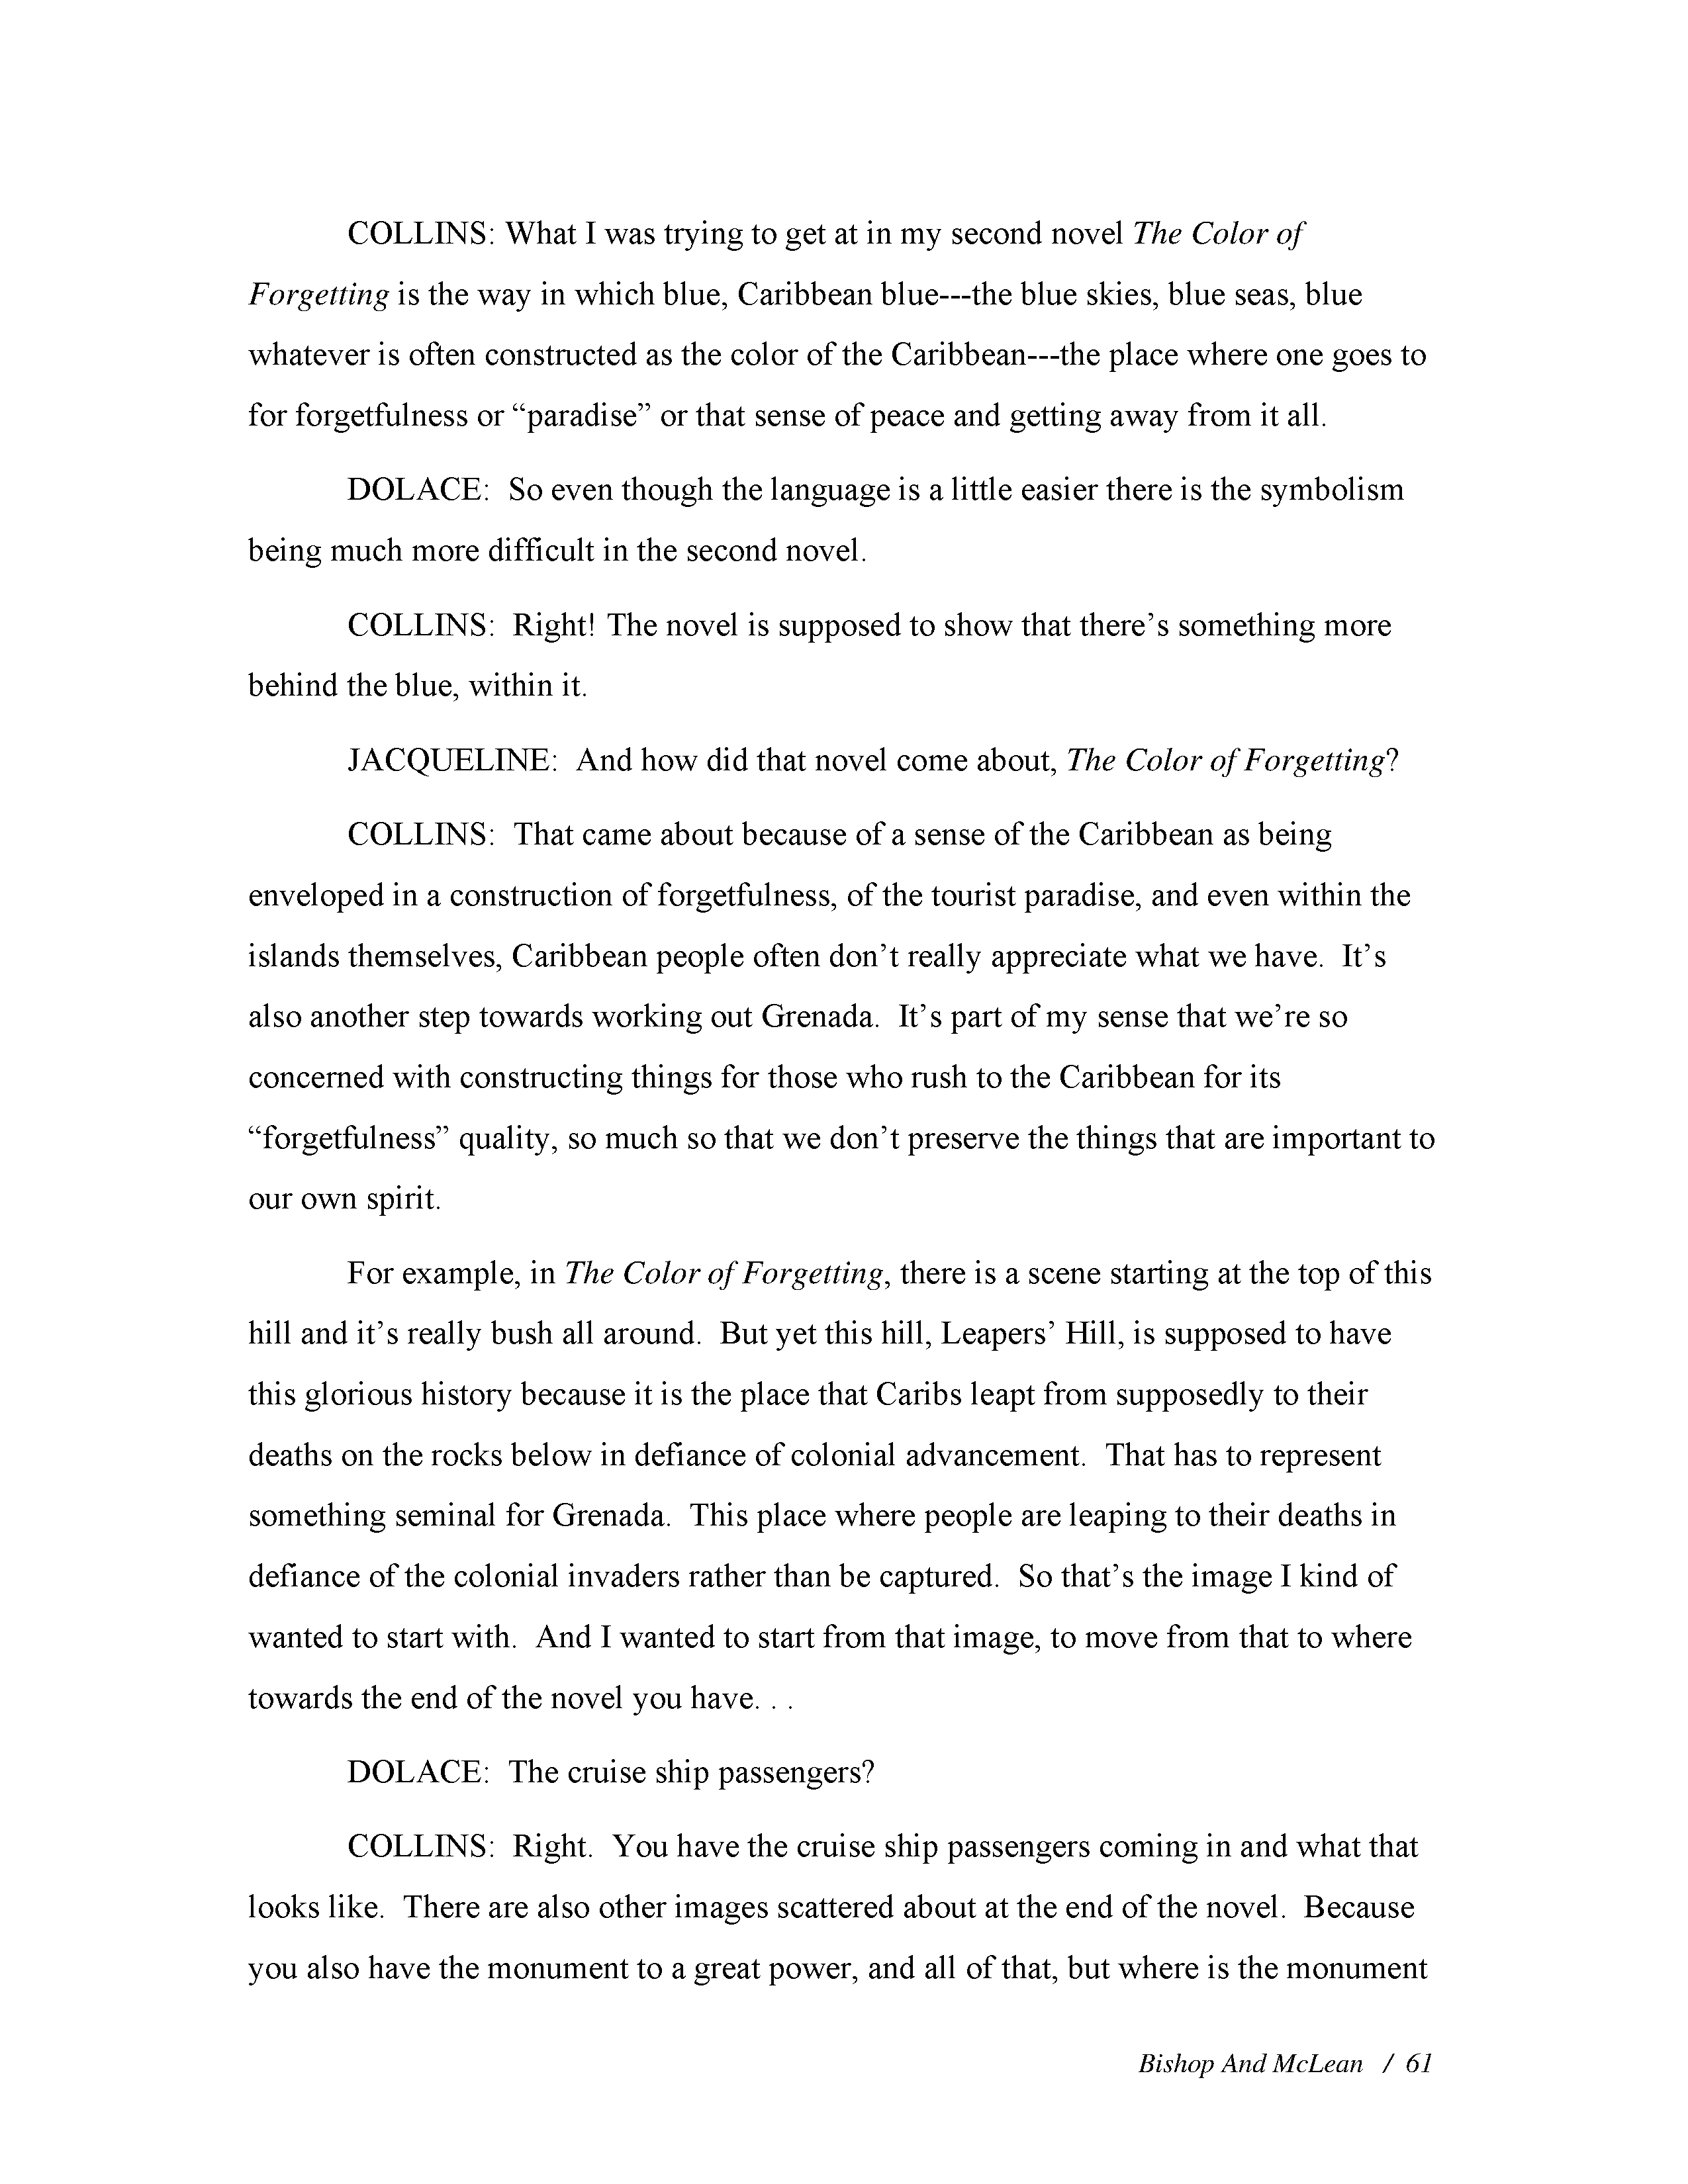 COLLINS: What I was trying to get at in my second novel The Color of
Forgetting is the way in which blue, Caribbean blue---the blue skies, blue seas, blue
whatever is often constructed as the color of the Caribbean---the place where one goes to
for forgetfulness or “paradise” or that sense of peace and getting away from it all.
DOLACE:  So even though the language is a little easier there is the symbolism
being much more difficult in the second novel.
COLLINS:  Right! The novel is supposed to show that there’s something more
behind the blue, within it.
JACQUELINE:  And how did that novel come about, The Color of Forgetting?
COLLINS:  That came about because of a sense of the Caribbean as being
enveloped in a construction of forgetfulness, of the tourist paradise, and even within the
islands themselves, Caribbean people often don’t really appreciate what we have.  It’s
also another step towards working out Grenada.  It’s part of my sense that we’re so
concerned with constructing things for those who rush to the Caribbean for its
“forgetfulness” quality, so much so that we don’t preserve the things that are important to
our own spirit.
For example, in The Color of Forgetting, there is a scene starting at the top of this
hill and it’s really bush all around.  But yet this hill, Leapers’ Hill, is supposed to have
this glorious history because it is the place that Caribs leapt from supposedly to their
deaths on the rocks below in defiance of colonial advancement.  That has to represent
something seminal for Grenada.  This place where people are leaping to their deaths in
defiance of the colonial invaders rather than be captured.  So that’s the image I kind of
wanted to start with.  And I wanted to start from that image, to move from that to where
towards the end of the novel you have. . .
DOLACE:  The cruise ship passengers?
COLLINS:  Right.  You have the cruise ship passengers coming in and what that
looks like.  There are also other images scattered about at the end of the novel.  Because
you also have the monument to a great power, and all of that, but where is the monument
Bishop And McLean  / 61